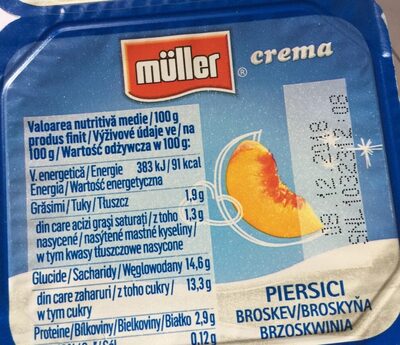 müller®
crema
Valoarea nutritivă medie/100 g
produs finit/Výživové údaje ve/na
100 g/Wartość odżywcza w 100 g:
V. energetică/Energie 383 kJ/91 kcal
Energia/Wartość energetyczna
Grăsimi/Tuky/Tłuszcz 1,9 g
din care acizi grași saturați/z toho 1,3 g
nasycené/nasýtené mastné kyseliny/
w tym kwasy tłuszczowe nasycone
Glucide/Sacharidy/Węglowodany 14,6 g
din care zaharuri/z toho cukry/ 13,3 g
w tym cukry
Proteine/Bílkoviny/Bielkoviny/Białko 2,9 g
0,12 g
PIERSICI
BROSKEV/BROSKYŇA
BRZOSKWINIA
12 2018